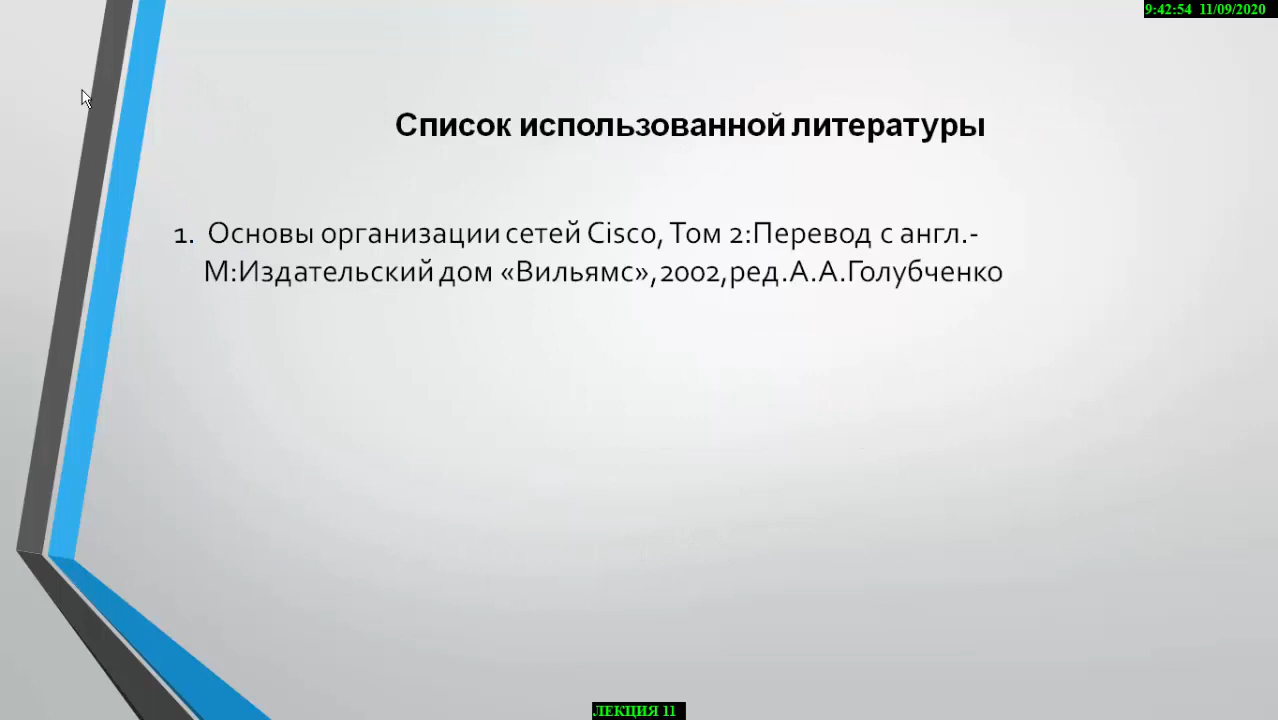 9:42:54 11/09/2020
Список использованной литературы
1. Основы организации сетей Cisco, Том 2:Перевод с англ.-
М:Издательский дом «Вильямс»,2002,ред.А.А.Голубченко
ЛЕКЦИЯ 11